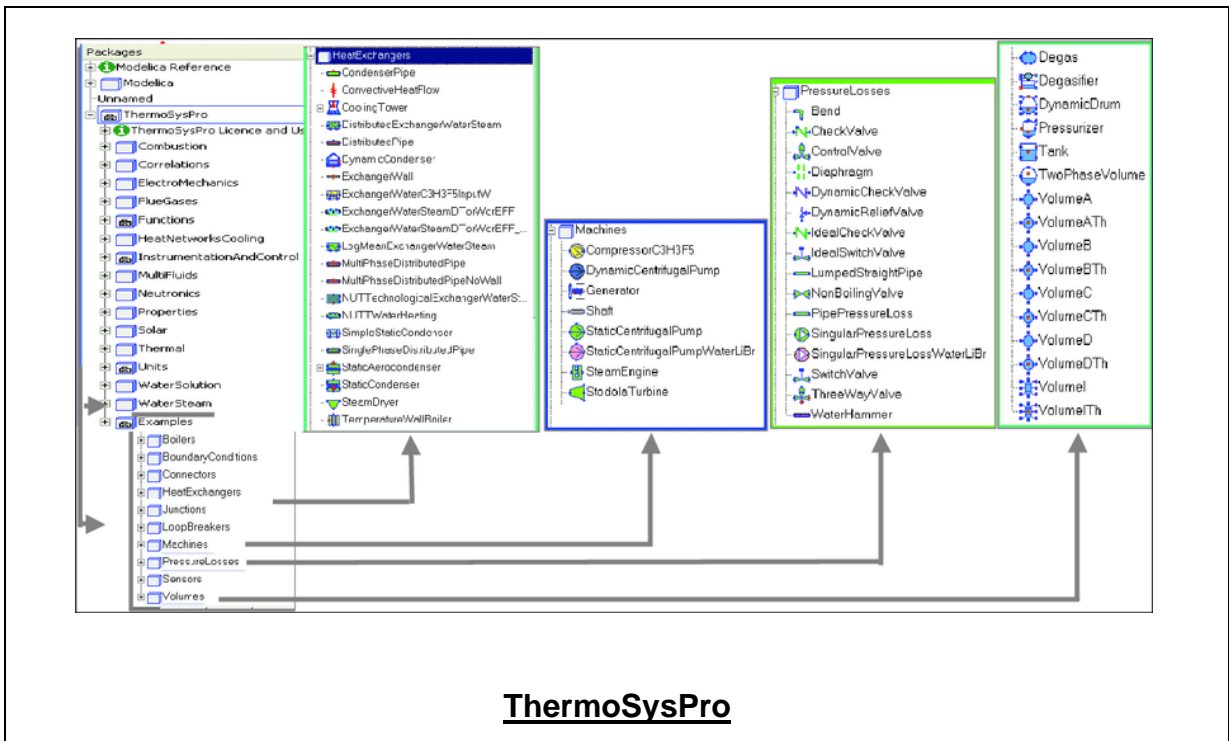 Packages
Modelica Reference
Modelica
Unnamed
ThermoSysPro
ThermoSysPro Licence and Us
Combustion
Correlations
ElectroMechanics
FlueGases
Functions
HeatNetworksCooling
InstrumentationAndControl
MultiFluids
Neutronics
Properties
Solar
Thermal
Units
WaterSolution
WaterSteam
Examples
Boilers
BoundaryConditions
Connectors
HeatExchangers
Junctions
LoopBreakers
Machines
PressureLosses
Sensors
Volumes
HeatExchangers
CondenserPipe
ConvectiveHeatFlow
CoolingTower
DistributedExchangerWaterSteam
DistributedPipe
DynamicCondenser
ExchangerWall
ExchangerWaterC3H3F5InputW
ExchangerWaterSteamDTorWorEFF
ExchangerWaterSteamDTorWorEFF_...
LogMeanExchangerWaterSteam
MultiPhaseDistributedPipe
MultiPhaseDistributedPipeNoWall
NUTTechnologicalExchangerWaterS...
NUTTWaterHeating
SimpleStaticCondenser
SinglePhaseDistributedPipe
StaticAerocondenser
StaticCondenser
SteamDryer
TemperatureWallBoiler
Machines
CompressorC3H3F5
DynamicCentrifugalPump
Generator
Shaft
StaticCentrifugalPump
StaticCentrifugalPumpWaterLiBr
SteamEngine
StodolaTurbine
PressureLosses
Bend
CheckValve
ControlValve
Diaphragm
DynamicCheckValve
DynamicReliefValve
IdealCheckValve
IdealSwitchValve
LumpedStraightPipe
NonBoilingValve
PipePressureLoss
SingularPressureLoss
SingularPressureLossWaterLiBr
SwitchValve
ThreeWayValve
WaterHammer
Degas
Degasifier
DynamicDrum
Pressurizer
Tank
TwoPhaseVolume
VolumeA
VolumeATh
VolumeB
VolumeBTh
VolumeC
VolumeCTh
VolumeD
VolumeDTh
VolumeI
VolumeITh
ThermoSysPro